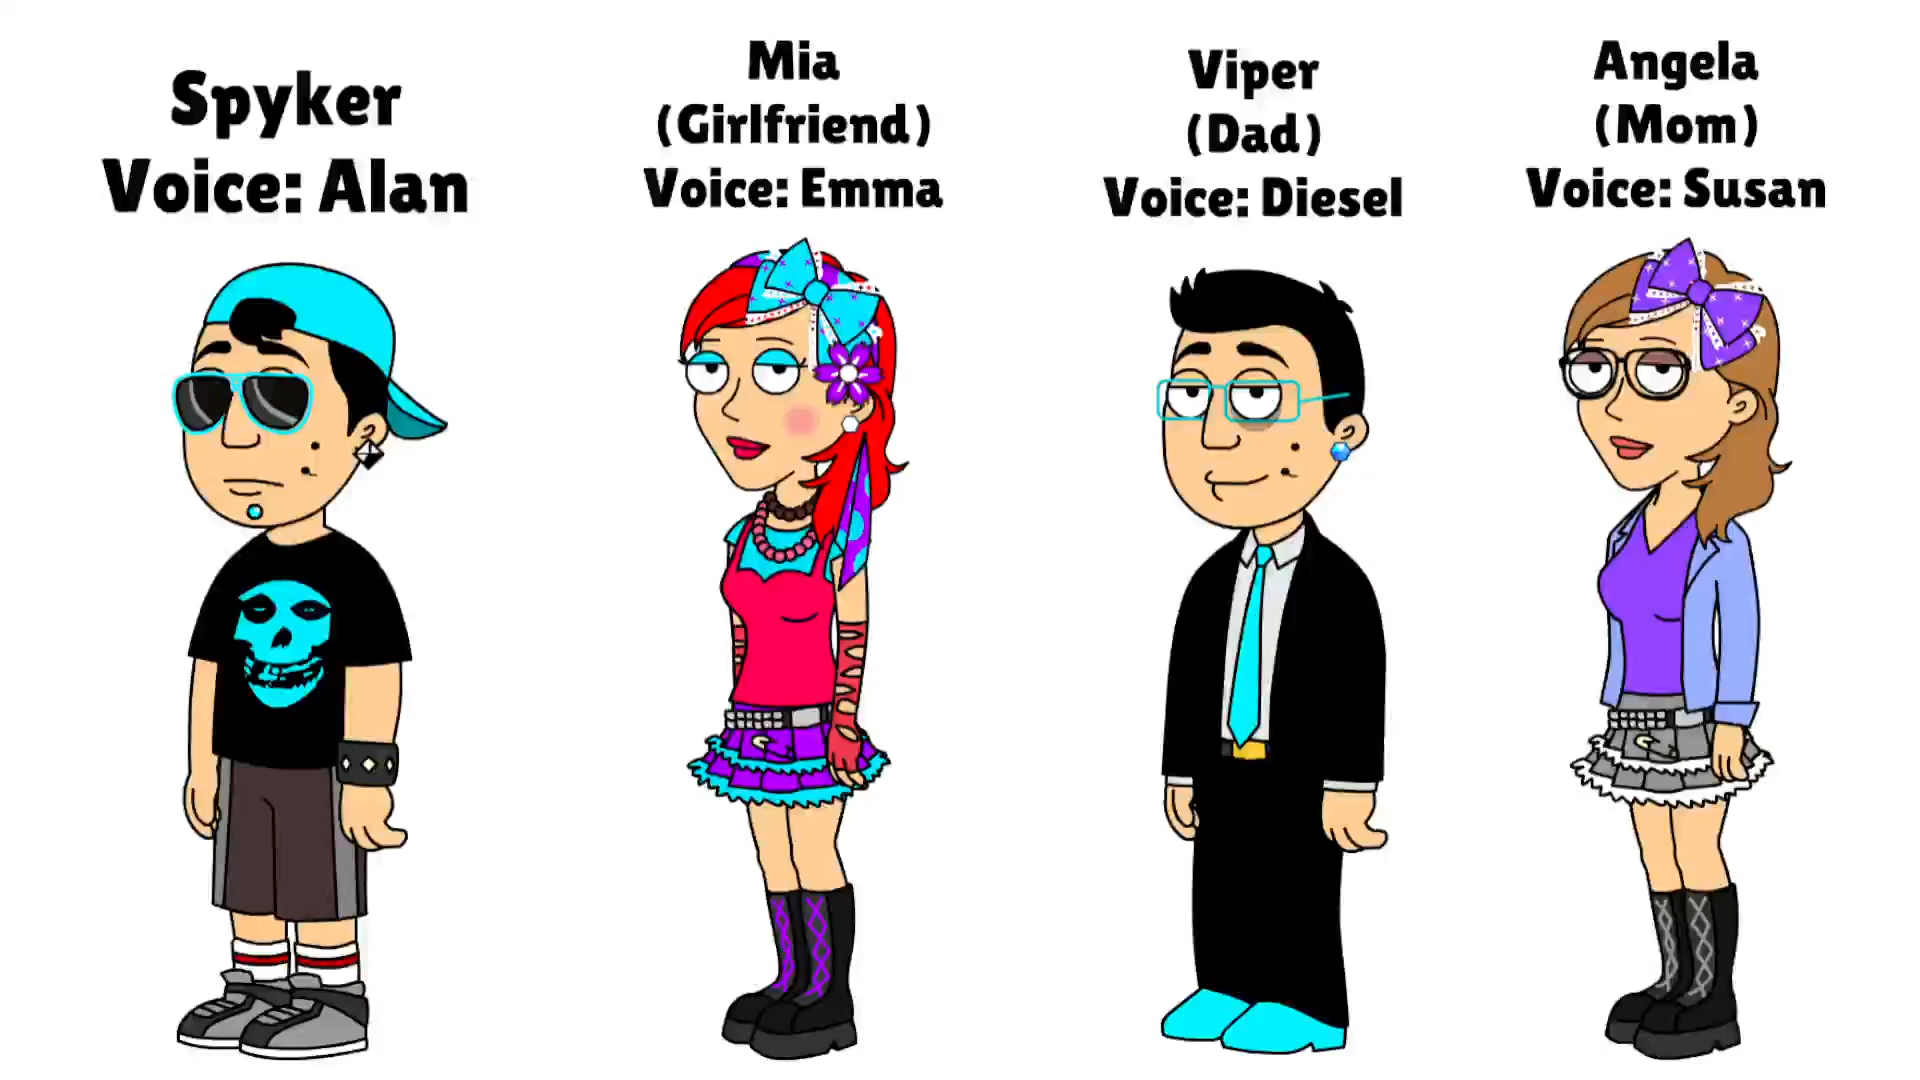 Spyker
Voice: Alan
Mia
(Girlfriend)
Voice: Emma
Viper
(Dad)
Voice: Diesel
Angela
(Mom)
Voice: Susan